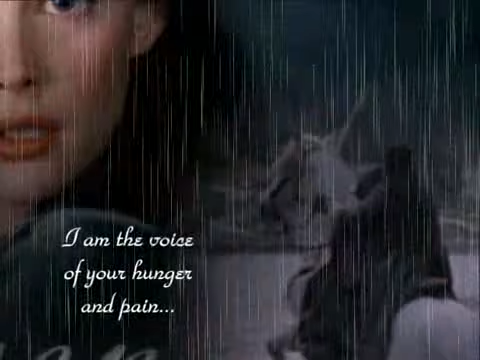 I am the voice
of your hunger
and pain...